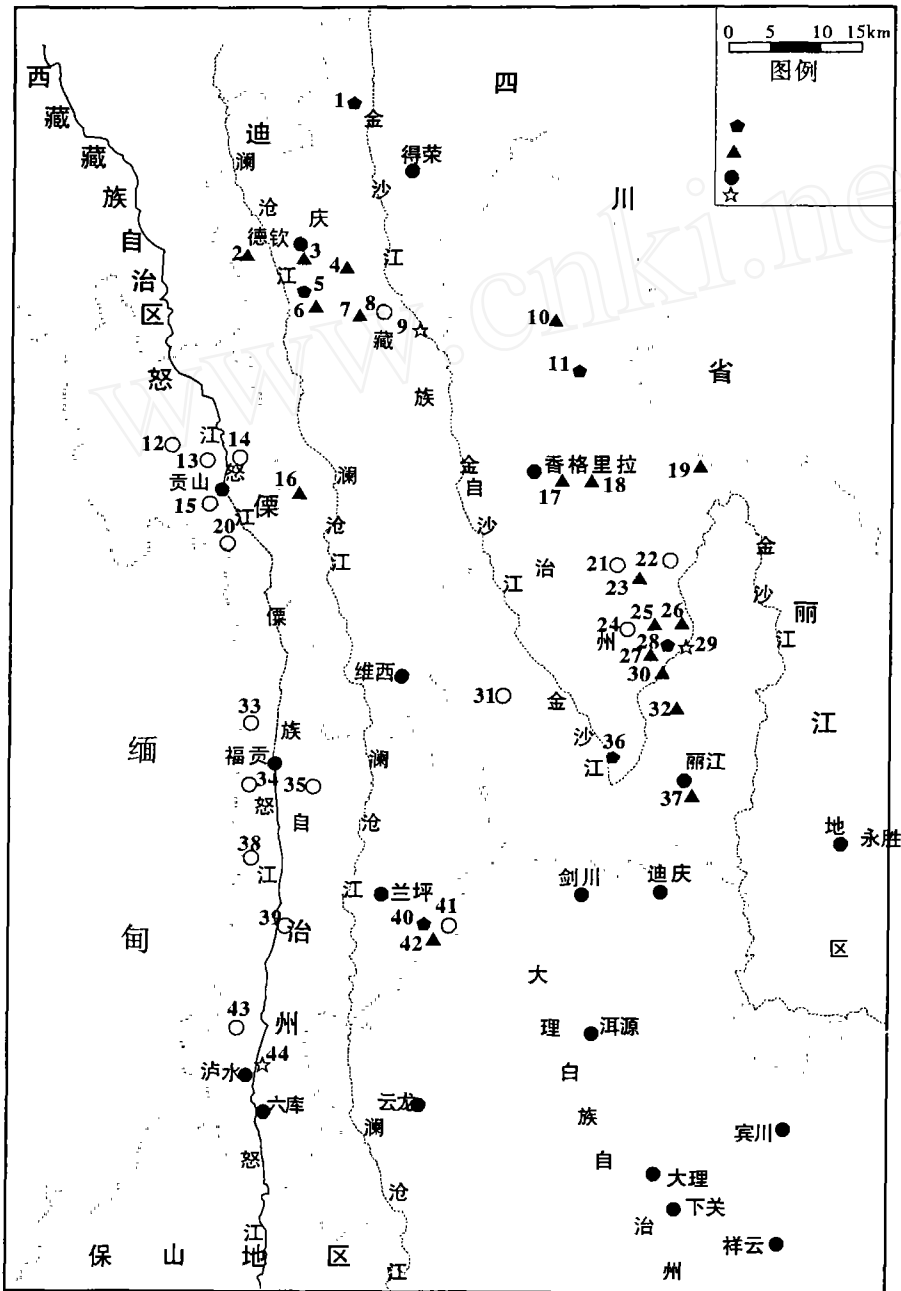 0 5 10 15km
图例
四
西
1
金
藏
迪
得荣
澜
藏
沙
川
族
沧
庆
自
德钦
2
3
江
4
治
江
5
8
6
7
9
10
区
藏
11
省
怒
族
江
12
13
14
金
香格里拉
19
怒
澜
自
17
18
贡山
16
傈
15
江
沧
沙
20
金
21
22
江
治
江
23
沙
丽
僳
25
26
24
江
州
28
29
27
维西
30
31
金
32
江
33
澜
沙
36
族
缅
福贡
江
丽江
34
35
37
怒
自
沧
地
永胜
38
江
江
兰坪
剑川
迪庆
39
治
40
41
甸
42
区
大
43
州
理
洱源
44
泸水
白
六库
云龙
族
澜
宾川
怒
自
大理
沧
下关
江
治
祥云
保山地区
江
州
www.cnki.ne